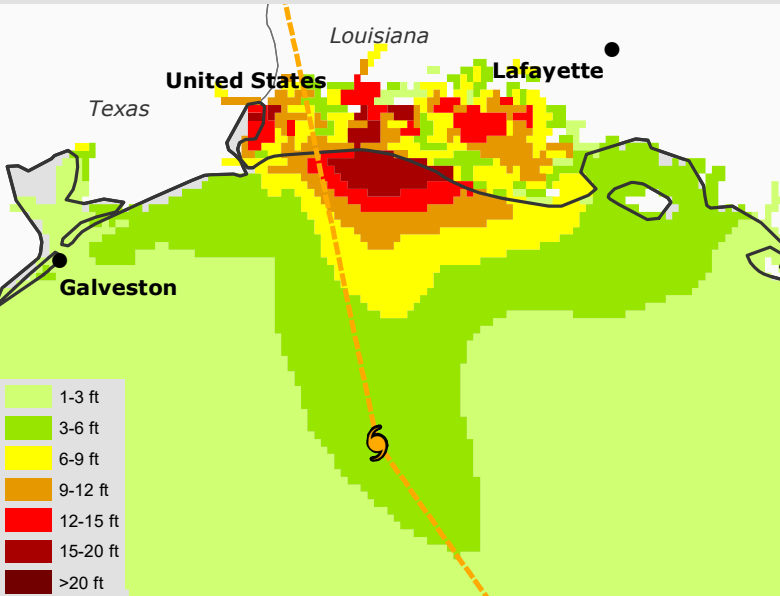 Louisiana
Lafayette
United States
Texas
Galveston
1-3 ft
3-6 ft
6-9 ft
9-12 ft
12-15 ft
15-20 ft
>20 ft